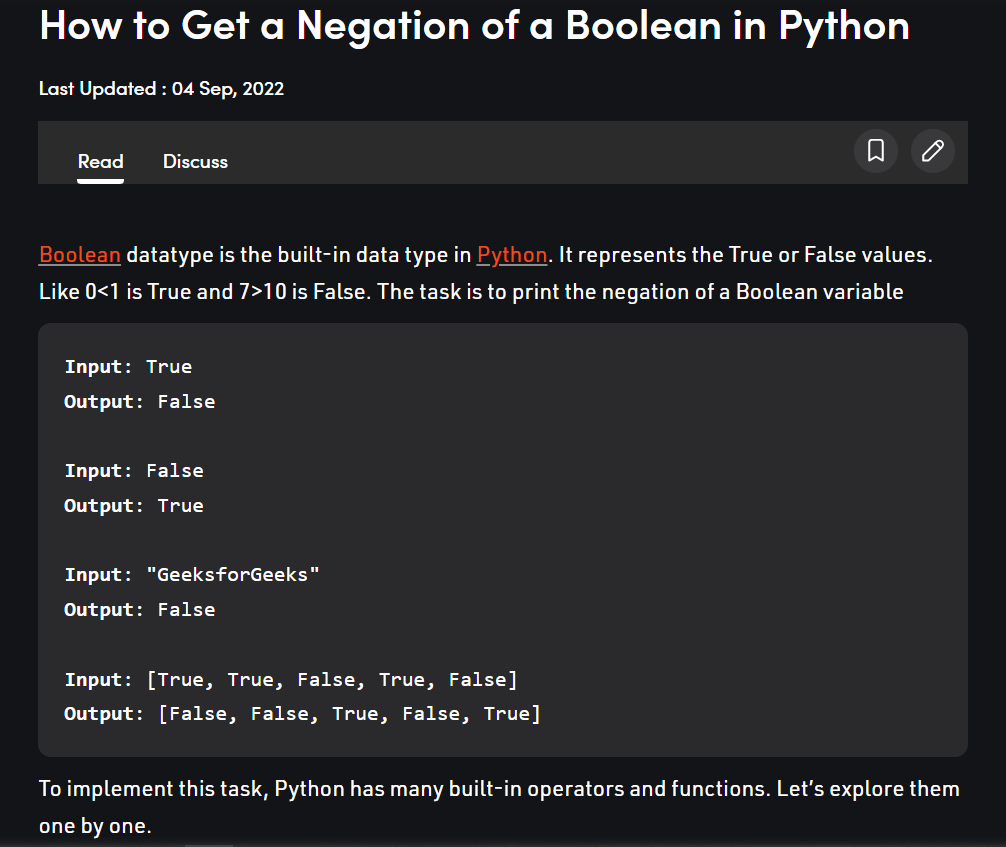 How to Get a Negation of a Boolean in Python
Last Updated : 04 Sep, 2022
Read Discuss
Boolean datatype is the built-in data type in Python. It represents the True or False values.
Like 0<1 is True and 7>10 is False. The task is to print the negation of a Boolean variable
Input: True
Output: False
Input: False
Output: True
Input: "GeeksforGeeks"
Output: False
Input: [True, True, False, True, False]
Output: [False, False, True, False, True]
To implement this task, Python has many built-in operators and functions. Let’s explore them
one by one.